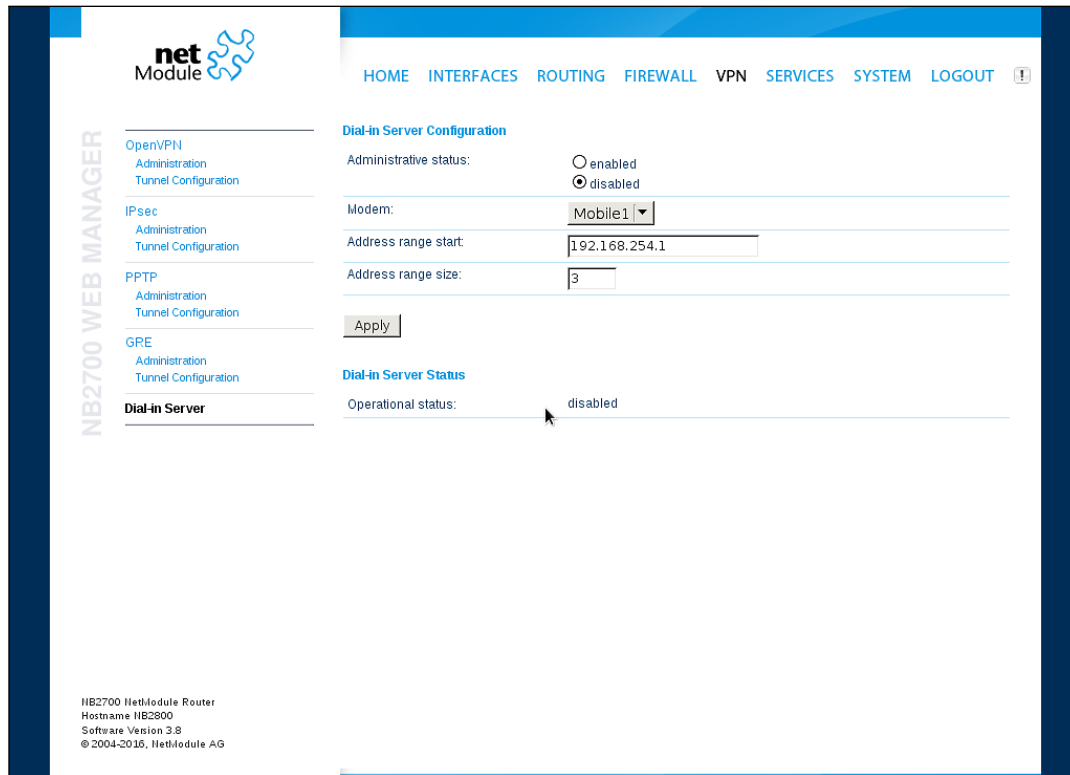 net
Module
HOME INTERFACES ROUTING FIREWALL VPN SERVICES SYSTEM LOGOUT !
NB2700 WEB MANAGER
OpenVPN
Administration
Tunnel Configuration
IPsec
Administration
Tunnel Configuration
PPTP
Administration
Tunnel Configuration
GRE
Administration
Tunnel Configuration
Dial-in Server
Dial-in Server Configuration
Administrative status:
enabled
disabled
Modem: Mobile1
Address range start: 192.168.254.1
Address range size: 3
Apply
Dial-in Server Status
Operational status: disabled
NB2700 NetModule Router
Hostname NB2800
Software Version 3.8
© 2004-2016, NetModule AG